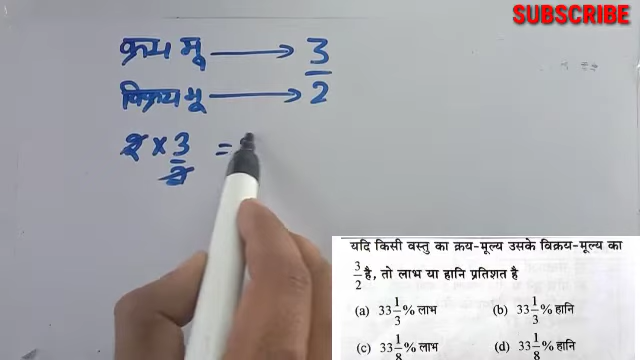 SUBSCRIBE
क्रय मू ⟶ 3/2
विक्रय मू ⟶
2 × 3/2 =
यदि किसी वस्तु का क्रय-मूल्य उसके विक्रय-मूल्य का
3/2 है, तो लाभ या हानि प्रतिशत है
(a) 33 1/3 % लाभ (b) 33 1/3 % हानि
(c) 33 1/8 % लाभ (d) 33 1/8 % हानि